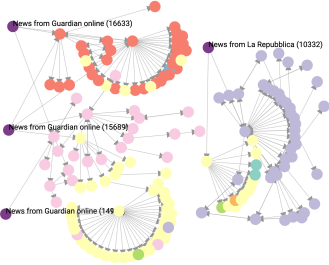 News from Guardian online (16633)
News from La Repubblica (10332)
News from Guardian online (15689)
News from Guardian online (149